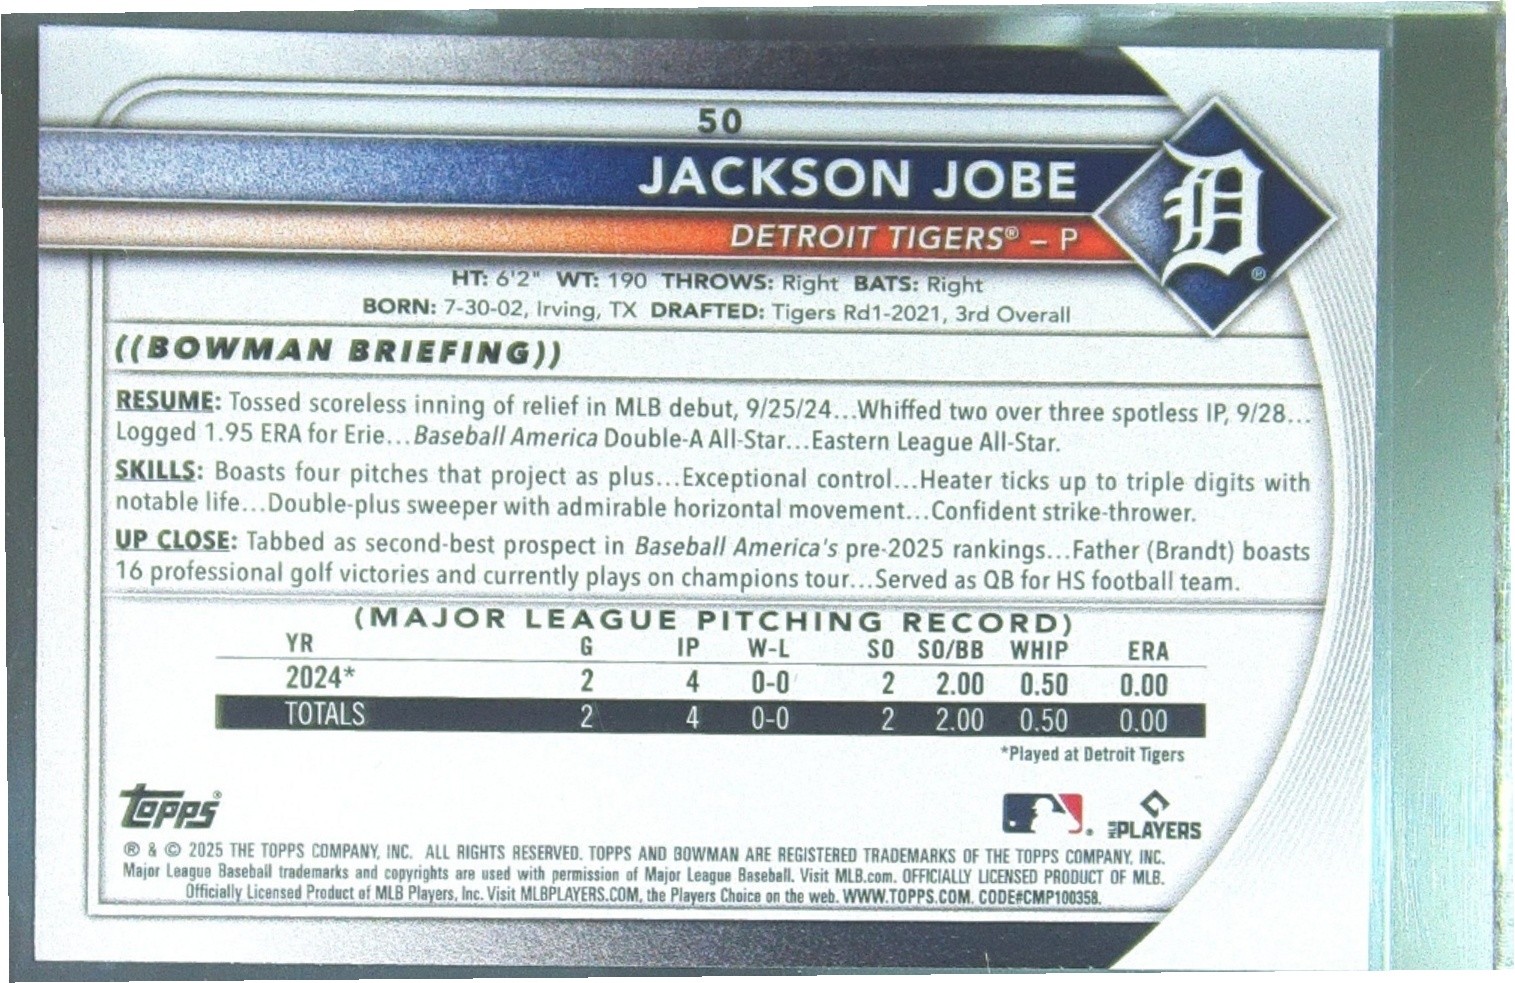 50
JACKSON JOBE
DETROIT TIGERS® – P
D
®
HT: 6'2" WT: 190 THROWS: Right BATS: Right
BORN: 7-30-02, Irving, TX DRAFTED: Tigers Rd1-2021, 3rd Overall
((BOWMAN BRIEFING))
RESUME: Tossed scoreless inning of relief in MLB debut, 9/25/24...Whiffed two over three spotless IP, 9/28...
Logged 1.95 ERA for Erie...Baseball America Double-A All-Star...Eastern League All-Star.
SKILLS: Boasts four pitches that project as plus...Exceptional control...Heater ticks up to triple digits with
notable life...Double-plus sweeper with admirable horizontal movement...Confident strike-thrower.
UP CLOSE: Tabbed as second-best prospect in Baseball America's pre-2025 rankings...Father (Brandt) boasts
16 professional golf victories and currently plays on champions tour...Served as QB for HS football team.
(MAJOR LEAGUE PITCHING RECORD)
YR G IP W-L SO SO/BB WHIP ERA
2024* 2 4 0-0 2 2.00 0.50 0.00
TOTALS 2 4 0-0 2 2.00 0.50 0.00
*Played at Detroit Tigers
TOPPS®
MLB PLAYERS
® & © 2025 THE TOPPS COMPANY, INC. ALL RIGHTS RESERVED. TOPPS AND BOWMAN ARE REGISTERED TRADEMARKS OF THE TOPPS COMPANY, INC.
Major League Baseball trademarks and copyrights are used with permission of Major League Baseball. Visit MLB.com. OFFICIALLY LICENSED PRODUCT OF MLB.
Officially Licensed Product of MLB Players, Inc. Visit MLBPLAYERS.COM, the Players Choice on the web. WWW.TOPPS.COM. CODE#CMP100358.